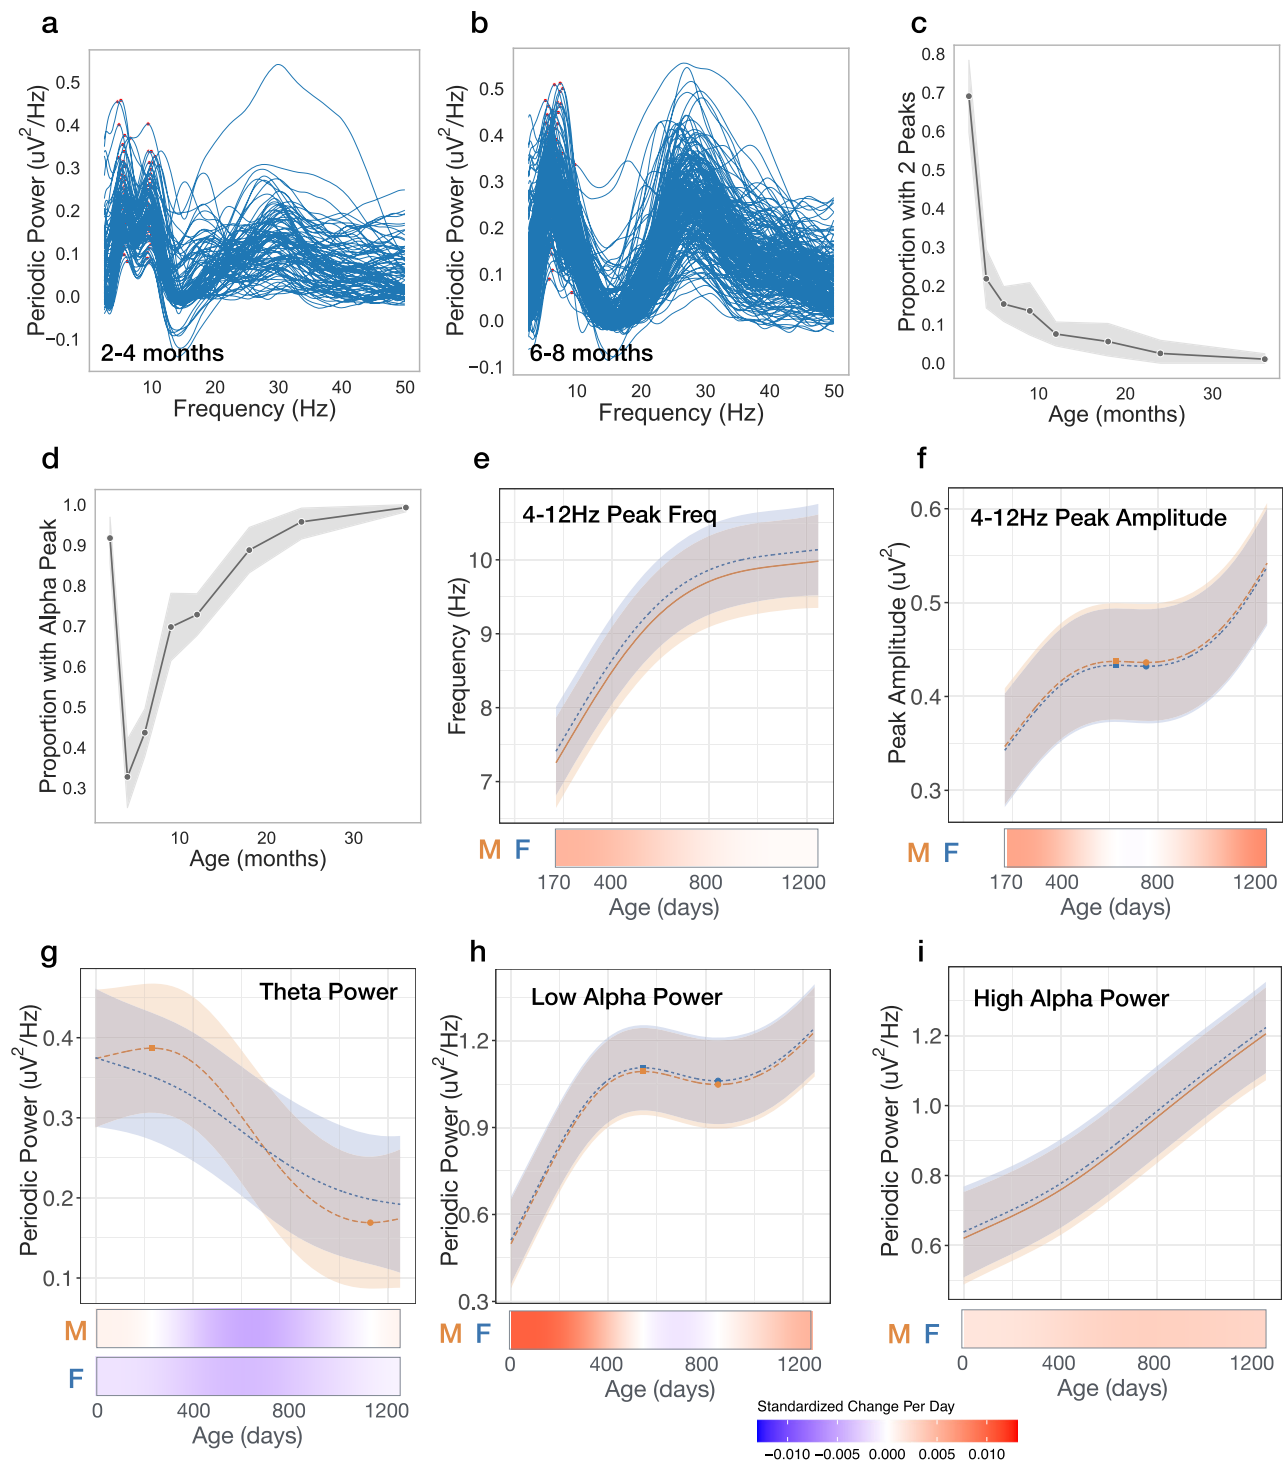 a
Periodic Power (uV²/Hz)
0.5
0.4
0.3
0.2
0.1
0.0
−0.1
2-4 months
10 20 30 40 50
Frequency (Hz)
b
Periodic Power (uV²/Hz)
0.5
0.4
0.3
0.2
0.1
0.0
−0.1
6-8 months
10 20 30 40 50
Frequency (Hz)
c
Proportion with 2 Peaks
0.8
0.7
0.6
0.5
0.4
0.3
0.2
0.1
0.0
10 20 30
Age (months)
d
Proportion with Alpha Peak
1.0
0.9
0.8
0.7
0.6
0.5
0.4
0.3
10 20 30
Age (months)
e
4-12Hz Peak Freq
Frequency (Hz)
10
9
8
7
M F
170 400 800 1200
Age (days)
f
4-12Hz Peak Amplitude
Peak Amplitude (uV²)
0.6
0.5
0.4
0.3
M F
170 400 800 1200
Age (days)
g
Theta Power
Periodic Power (uV²/Hz)
0.4
0.3
0.2
0.1
M
F
0 400 800 1200
Age (days)
h
Low Alpha Power
Periodic Power (uV²/Hz)
1.2
0.9
0.6
0.3
M F
0 400 800 1200
Age (days)
i
High Alpha Power
Periodic Power (uV²/Hz)
1.2
1.0
0.8
0.6
M F
0 400 800 1200
Age (days)
Standardized Change Per Day
−0.010 −0.005 0.000 0.005 0.010